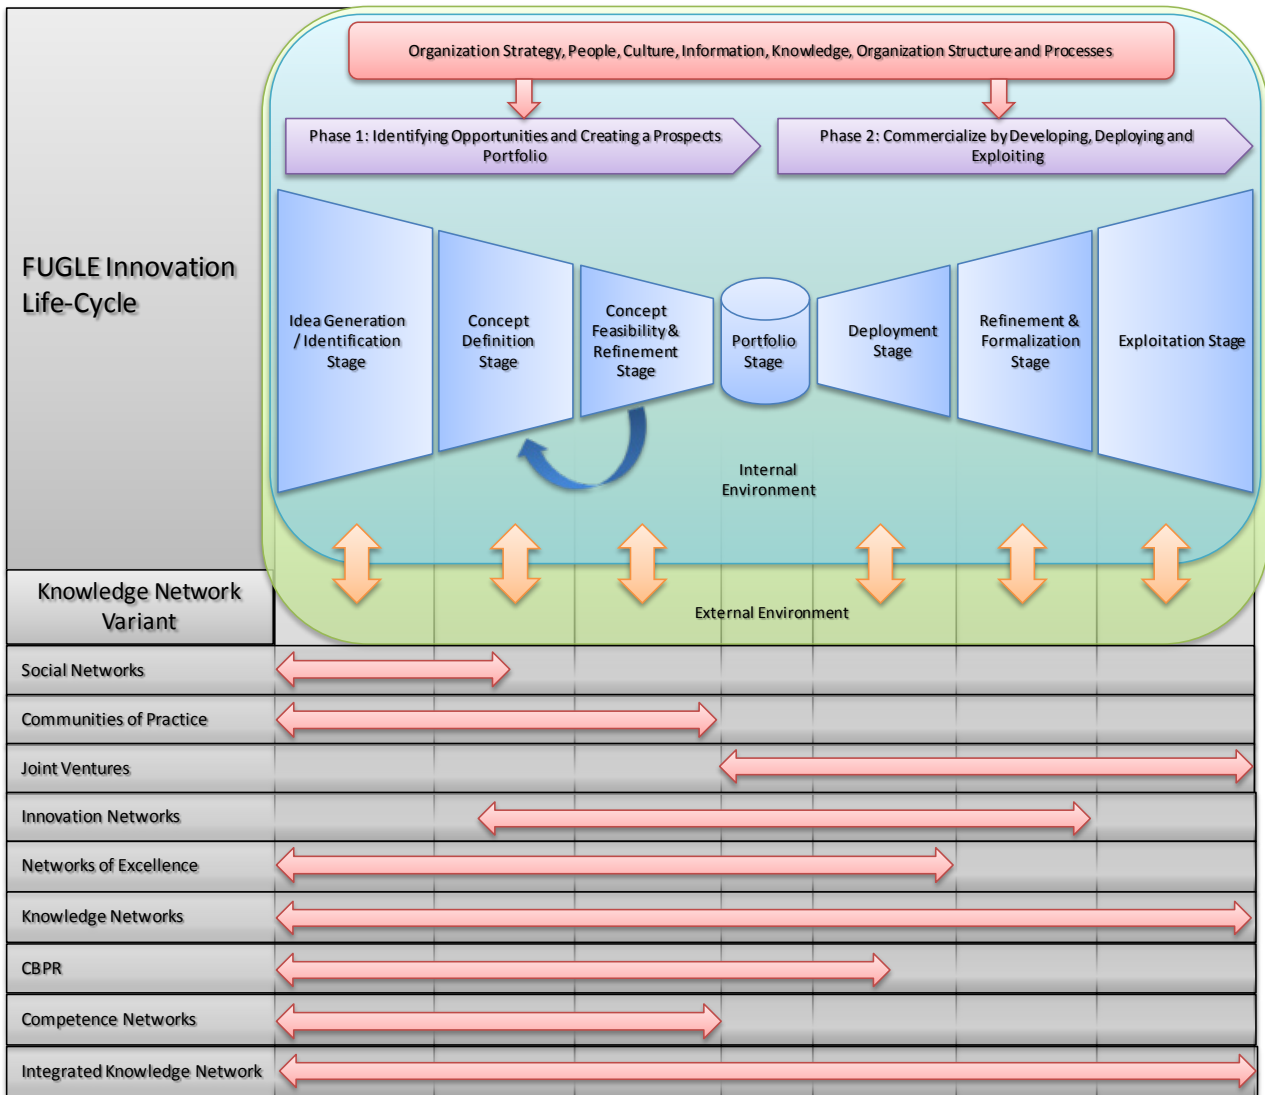 Organization Strategy, People, Culture, Information, Knowledge, Organization Structure and Processes
Phase 1: Identifying Opportunities and Creating a Prospects
Portfolio
Phase 2: Commercialize by Developing, Deploying and
Exploiting
FUGLE Innovation
Life-Cycle
Idea Generation
/ Identification
Stage
Concept
Definition
Stage
Concept
Feasibility &
Refinement
Stage
Portfolio
Stage
Deployment
Stage
Refinement &
Formalization
Stage
Exploitation Stage
Internal
Environment
External Environment
Knowledge Network
Variant
Social Networks
Communities of Practice
Joint Ventures
Innovation Networks
Networks of Excellence
Knowledge Networks
CBPR
Competence Networks
Integrated Knowledge Network